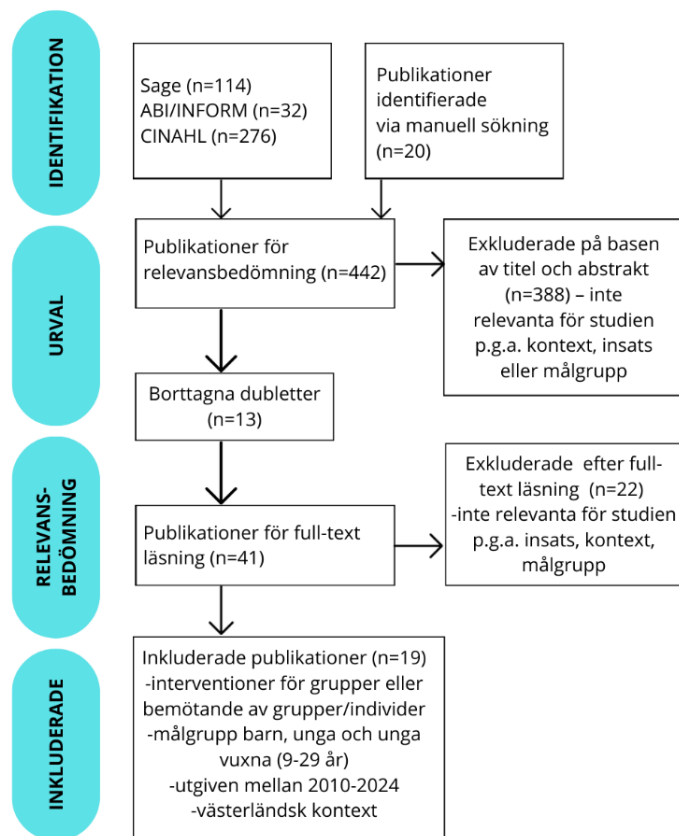 IDENTIFIKATION
Sage (n=114)
ABI/INFORM (n=32)
CINAHL (n=276)
Publikationer
identifierade
via manuell sökning
(n=20)
URVAL
Publikationer för
relevansbedömning (n=442)
Exkluderade på basen
av titel och abstrakt
(n=388) – inte
relevanta för studien
p.g.a. kontext, insats
eller målgrupp
Borttagna dubletter
(n=13)
RELEVANS-
BEDÖMNING
Publikationer för full-text
läsning (n=41)
Exkluderade efter full-
text läsning (n=22)
-inte relevanta för studien
p.g.a. insats, kontext,
målgrupp
INKLUDERADE
Inkluderade publikationer (n=19)
-interventioner för grupper eller
bemötande av grupper/individer
-målgrupp barn, unga och unga
vuxna (9-29 år)
-utgiven mellan 2010-2024
-västerländsk kontext